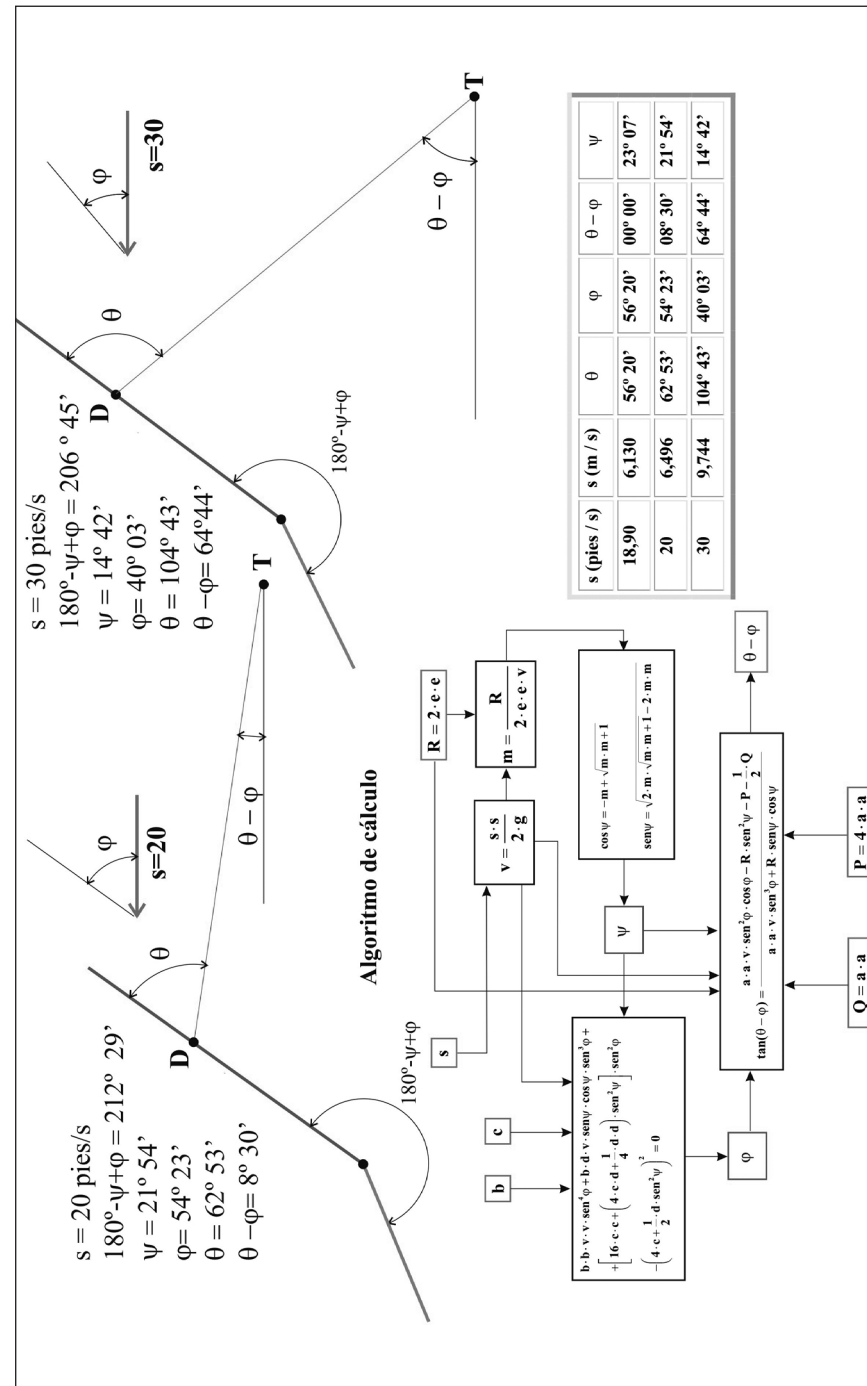 s = 20 pies/s
180º-ψ+φ = 212º 29’
ψ = 21º 54’
φ= 54º 23’
θ = 62º 53’
θ –φ= 8º 30’
φ
s=20
θ
D
T
θ – φ
180º-ψ+φ
s = 30 pies/s
180º-ψ+φ = 206 º 45’
ψ = 14º 42’
φ= 40º 03’
θ = 104º 43’
θ –φ= 64º44’
φ
s=30
θ
D
T
θ – φ
180º-ψ+φ
Algoritmo de cálculo
b
c
s
v = s·s / 2·g
R = 2·e·e
m = R / 2·e·e·v
cos ψ = –m + √m·m+1
senψ = √2·m·√m·m+1 – 2·m·m
ψ
b·b·v·v·sen⁴φ + b·d·v·senψ·cosψ·sen³φ +
+ [16·c·c + (4·c·d + 1/4·d·d)·sen²ψ]·sen²φ
– (4·c + 1/2·d·sen²ψ)² = 0
φ
tan(θ – φ) = a·a·v·sen²φ·cosφ – R·sen²ψ – P – 1/2·Q / a·a·v·sen³φ + R·senψ·cosψ
θ – φ
Q = a·a
P = 4·a·a
s (pies / s) s (m / s) θ φ θ – φ ψ
18,90 6,130 56º 20’ 56º 20’ 00º 00’ 23º 07’
20 6,496 62º 53’ 54º 23’ 08º 30’ 21º 54’
30 9,744 104º 43’ 40º 03’ 64º 44’ 14º 42’